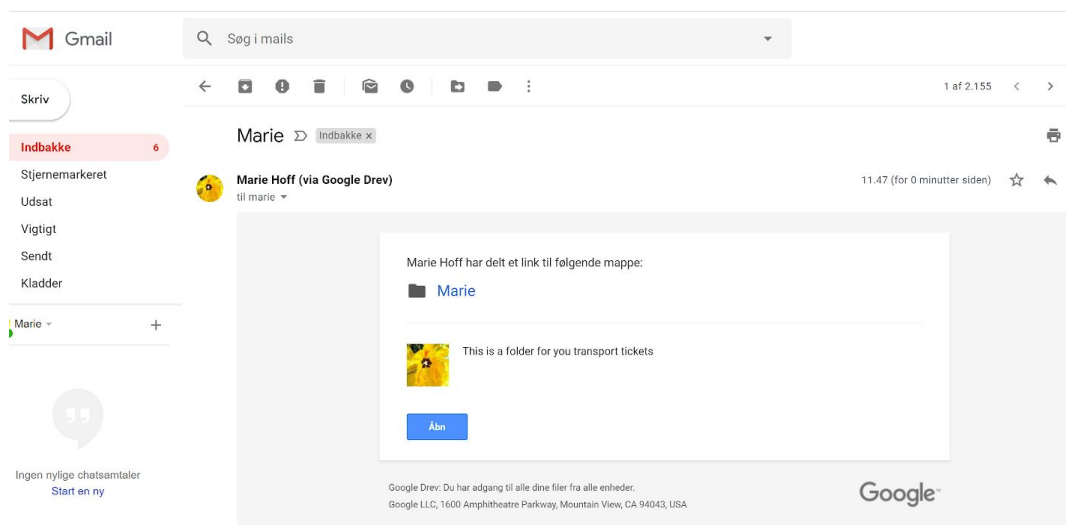 Gmail
Søg i mails
Skriv
1 af 2.155
Marie
Indbakke x
Indbakke 6
Stjernemarkeret
Udsat
Vigtigt
Sendt
Kladder
Marie
Ingen nylige chatsamtaler
Start en ny
Marie Hoff (via Google Drev)
11.47 (for 0 minutter siden)
til marie
Marie Hoff har delt et link til følgende mappe:
Marie
This is a folder for you transport tickets
Åbn
Google Drev: Du har adgang til alle dine filer fra alle enheder.
Google LLC, 1600 Amphitheatre Parkway, Mountain View, CA 94043, USA
Google